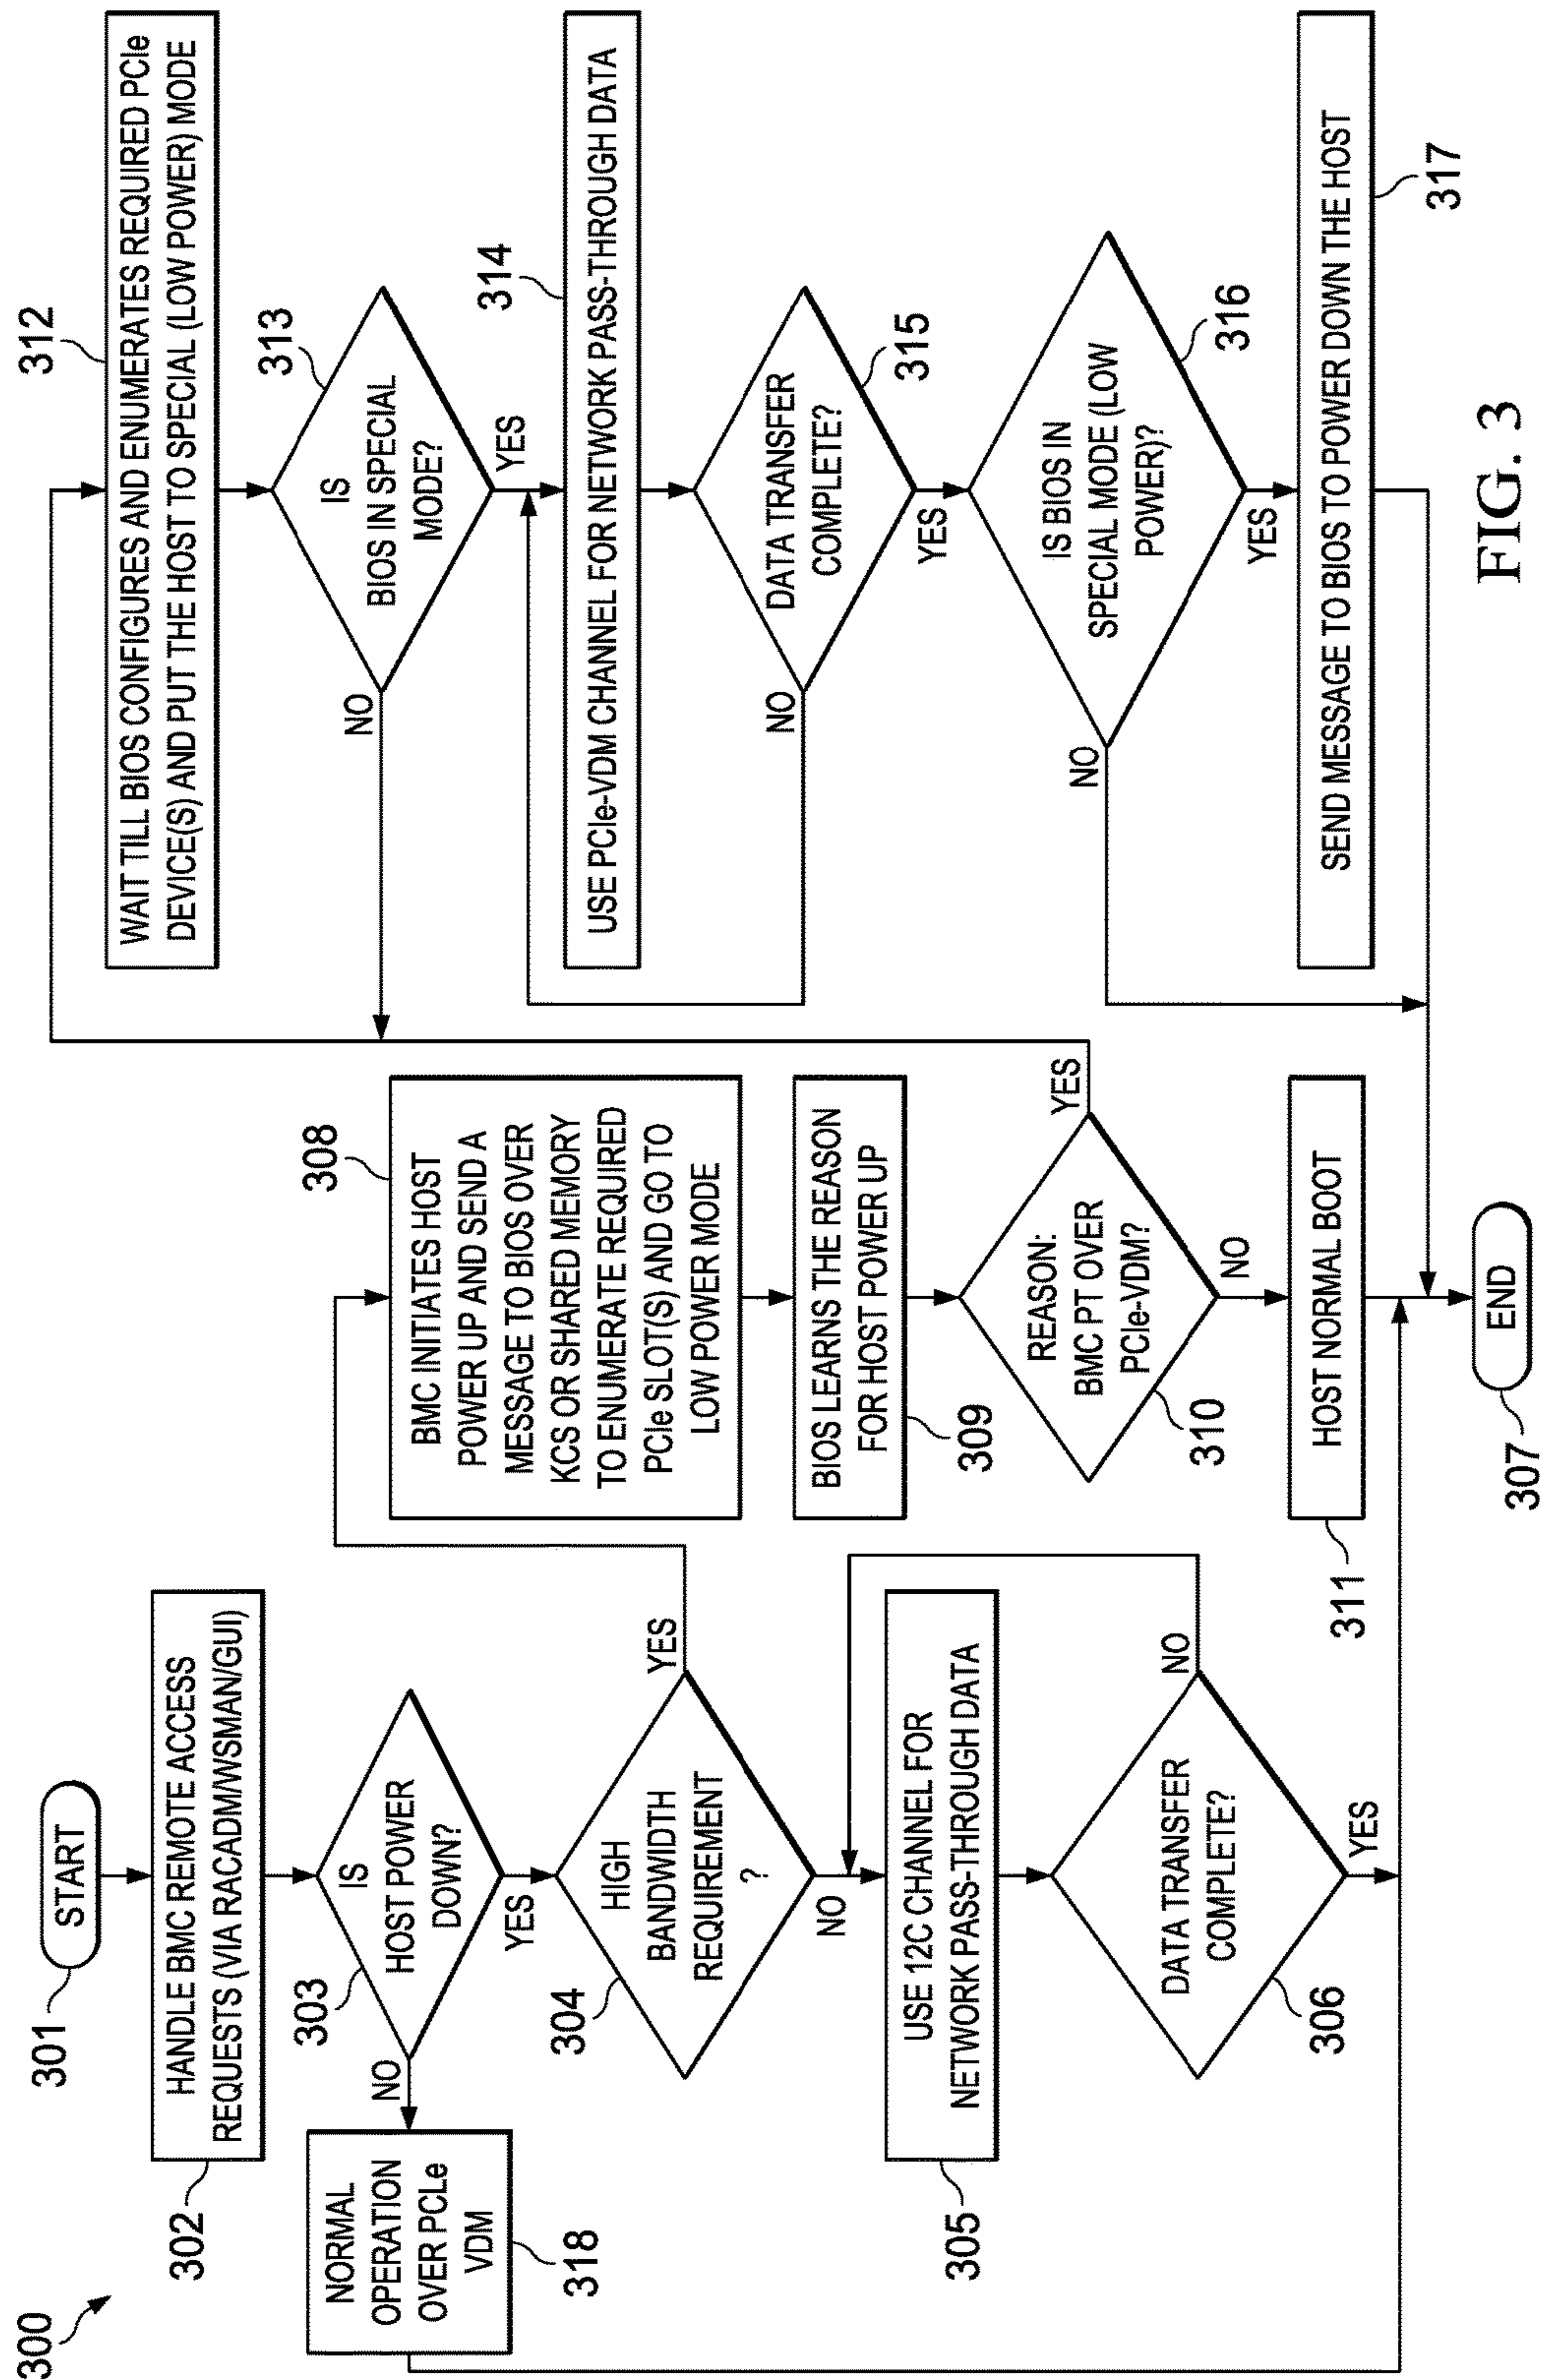 300
301
START
302
HANDLE BMC REMOTE ACCESS
REQUESTS (VIA RACADM/WSMAN/GUI)
303
IS
HOST POWER
DOWN?
NO
YES
318
NORMAL
OPERATION
OVER PCLe
VDM
304
HIGH
BANDWIDTH
REQUIREMENT
?
YES
NO
305
USE 12C CHANNEL FOR
NETWORK PASS-THROUGH DATA
306
DATA TRANSFER
COMPLETE?
NO
YES
308
BMC INITIATES HOST
POWER UP AND SEND A
MESSAGE TO BIOS OVER
KCS OR SHARED MEMORY
TO ENUMERATE REQUIRED
PCIe SLOT(S) AND GO TO
LOW POWER MODE
309
BIOS LEARNS THE REASON
FOR HOST POWER UP
310
REASON:
BMC PT OVER
PCIe-VDM?
YES
NO
311
HOST NORMAL BOOT
307
END
312
WAIT TILL BIOS CONFIGURES AND ENUMERATES REQUIRED PCIe
DEVICE(S) AND PUT THE HOST TO SPECIAL (LOW POWER) MODE
313
IS
BIOS IN SPECIAL
MODE?
NO
YES
314
USE PCIe-VDM CHANNEL FOR NETWORK PASS-THROUGH DATA
315
DATA TRANSFER
COMPLETE?
NO
YES
316
IS BIOS IN
SPECIAL MODE (LOW
POWER)?
NO
YES
317
SEND MESSAGE TO BIOS TO POWER DOWN THE HOST
FIG. 3